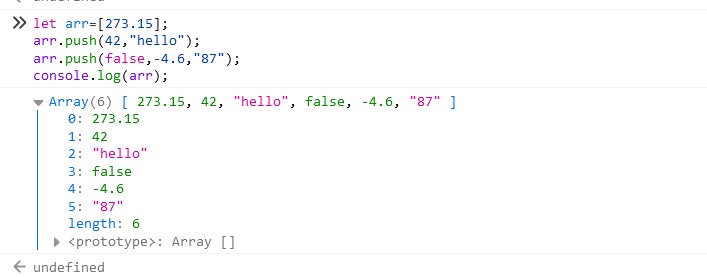 undefined
let arr=[273.15];
arr.push(42,"hello");
arr.push(false,-4.6,"87");
console.log(arr);
Array(6) [ 273.15, 42, "hello", false, -4.6, "87" ]
0: 273.15
1: 42
2: "hello"
3: false
4: -4.6
5: "87"
length: 6
<prototype>: Array []
undefined